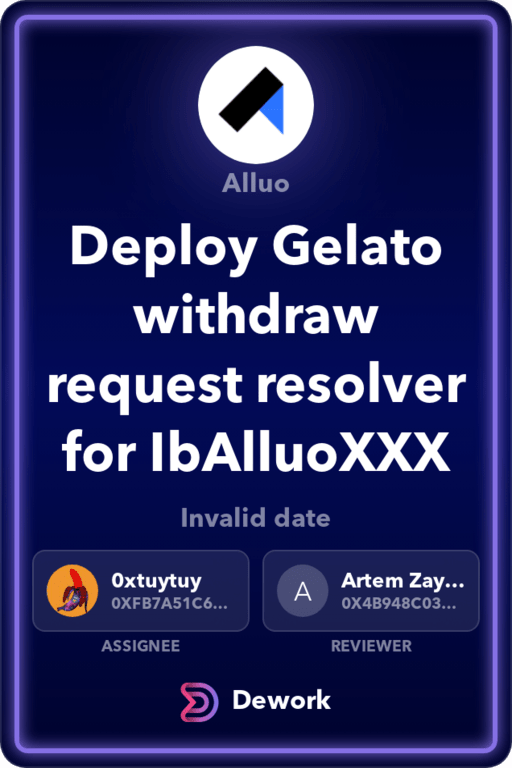 Alluo
Deploy Gelato
withdraw
request resolver
for IbAlluoXXX
Invalid date
0xtuytuy
0XFB7A51C6...
ASSIGNEE
A
Artem Zay...
0X4B948C03...
REVIEWER
Dework